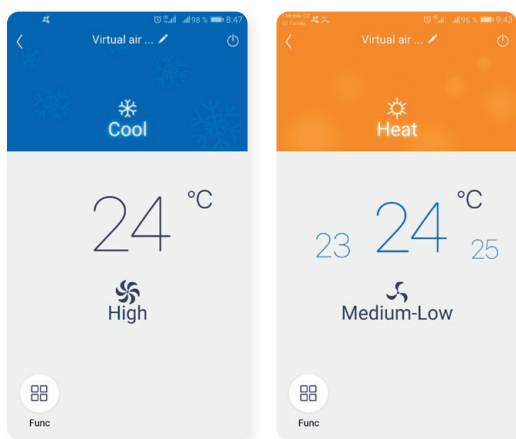 98 % 8:47
Virtual air ...
Cool
24 °C
High
Func
96 % 9:43
Virtual air ...
Heat
23 24 °C 25
Medium-Low
Func